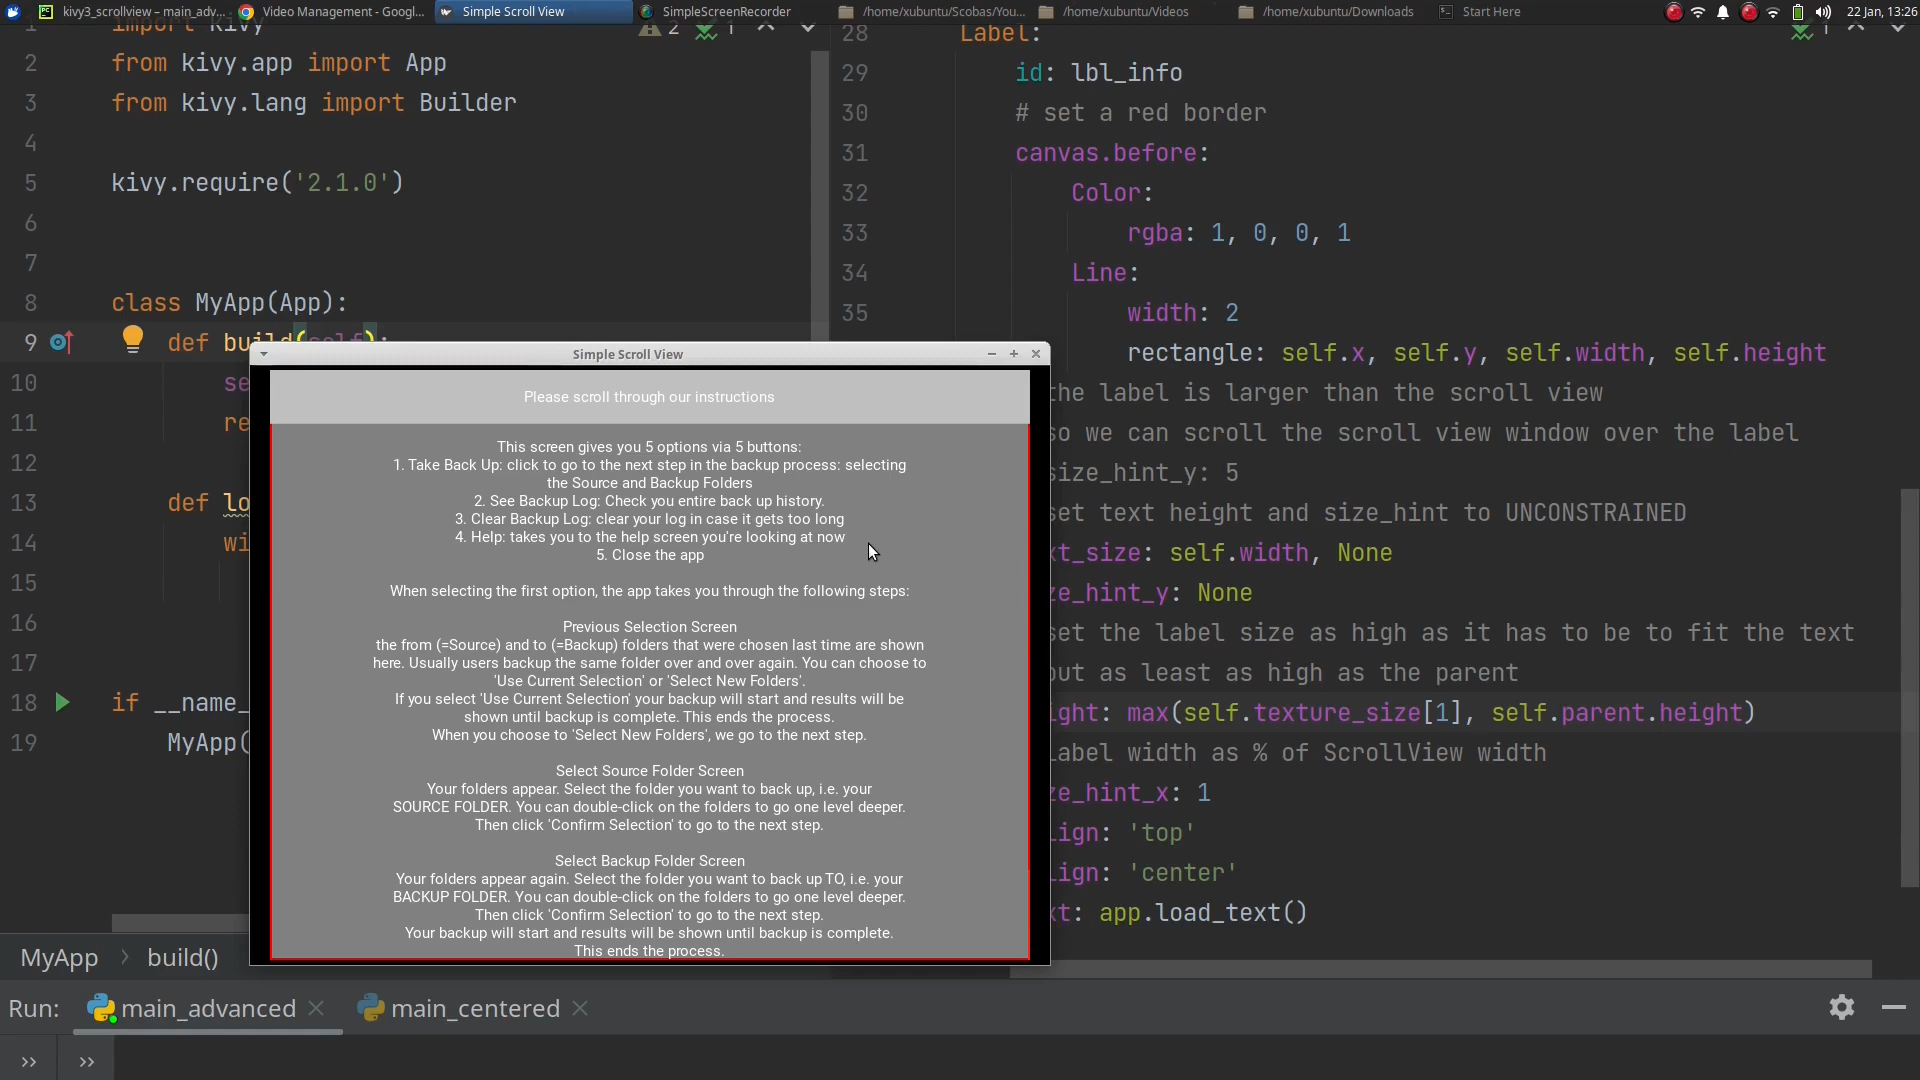 kivy3_scrollview – main_adv...
Video Management - Googl...
Simple Scroll View
SimpleScreenRecorder
/home/xubuntu/Scobas/You...
/home/xubuntu/Videos
/home/xubuntu/Downloads
Start Here
22 Jan, 13:26
1 import kivy
2 from kivy.app import App
3 from kivy.lang import Builder
4
5 kivy.require('2.1.0')
6
7
8 class MyApp(App):
9 def build(self):
10 se
11 re
12
13 def lo
14 wi
15
16
17
18 if __name_
19 MyApp(
2 1
MyApp > build()
28 Label:
29 id: lbl_info
30 # set a red border
31 canvas.before:
32 Color:
33 rgba: 1, 0, 0, 1
34 Line:
35 width: 2
rectangle: self.x, self.y, self.width, self.height
the label is larger than the scroll view
so we can scroll the scroll view window over the label
size_hint_y: 5
set text height and size_hint to UNCONSTRAINED
xt_size: self.width, None
ze_hint_y: None
set the label size as high as it has to be to fit the text
but as least as high as the parent
ight: max(self.texture_size[1], self.parent.height)
label width as % of ScrollView width
ze_hint_x: 1
lign: 'top'
lign: 'center'
xt: app.load_text()
1
Simple Scroll View
Please scroll through our instructions
This screen gives you 5 options via 5 buttons:
1. Take Back Up: click to go to the next step in the backup process: selecting
the Source and Backup Folders
2. See Backup Log: Check you entire back up history.
3. Clear Backup Log: clear your log in case it gets too long
4. Help: takes you to the help screen you're looking at now
5. Close the app
When selecting the first option, the app takes you through the following steps:
Previous Selection Screen
the from (=Source) and to (=Backup) folders that were chosen last time are shown
here. Usually users backup the same folder over and over again. You can choose to
'Use Current Selection' or 'Select New Folders'.
If you select 'Use Current Selection' your backup will start and results will be
shown until backup is complete. This ends the process.
When you choose to 'Select New Folders', we go to the next step.
Select Source Folder Screen
Your folders appear. Select the folder you want to back up, i.e. your
SOURCE FOLDER. You can double-click on the folders to go one level deeper.
Then click 'Confirm Selection' to go to the next step.
Select Backup Folder Screen
Your folders appear again. Select the folder you want to back up TO, i.e. your
BACKUP FOLDER. You can double-click on the folders to go one level deeper.
Then click 'Confirm Selection' to go to the next step.
Your backup will start and results will be shown until backup is complete.
This ends the process.
Run: main_advanced main_centered